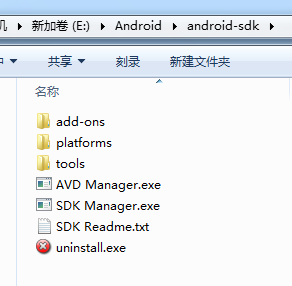 机 ▸ 新加卷 (E:) ▸ Android ▸ android-sdk ▸
中 ▾ 共享 ▾ 刻录 新建文件夹
名称
add-ons
platforms
tools
AVD Manager.exe
SDK Manager.exe
SDK Readme.txt
uninstall.exe